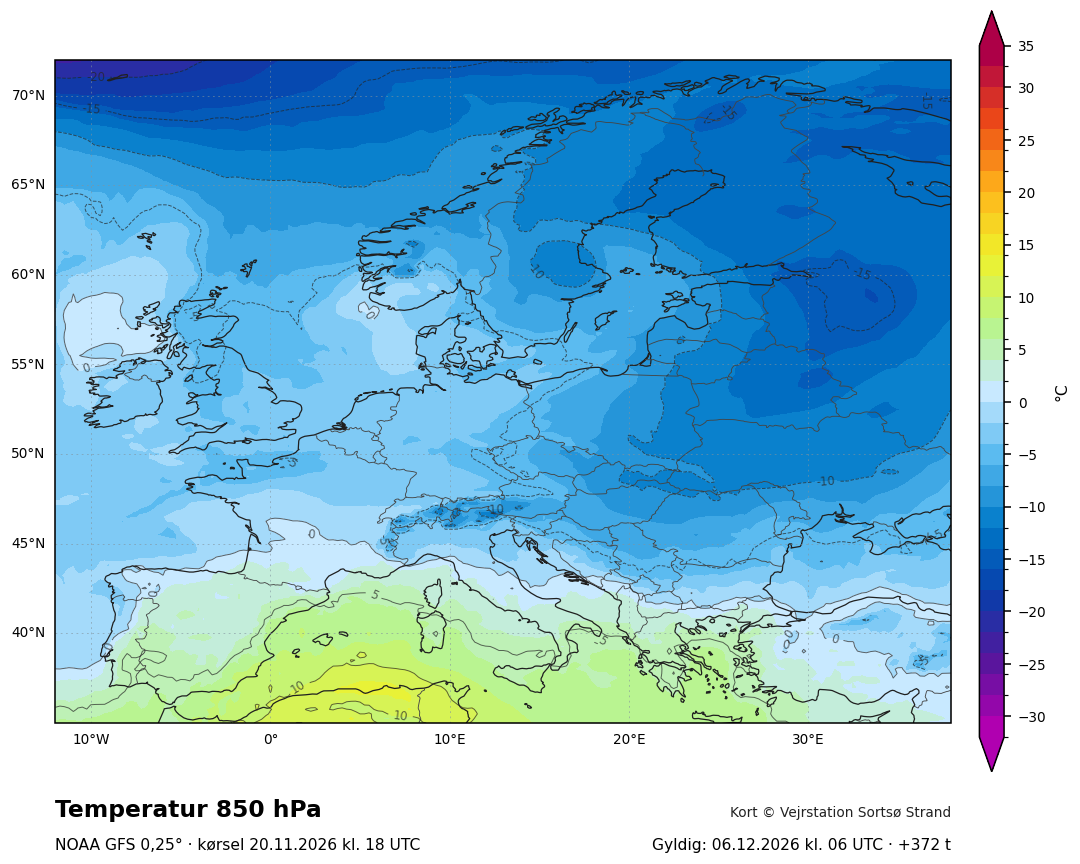 70°N
65°N
60°N
55°N
50°N
45°N
40°N
10°W 0° 10°E 20°E 30°E
35
30
25
20
15
10
5
0
−5
−10
−15
−20
−25
−30
°C
Temperatur 850 hPa
Kort © Vejrstation Sortsø Strand
NOAA GFS 0,25° · kørsel 20.11.2026 kl. 18 UTC
Gyldig: 06.12.2026 kl. 06 UTC · +372 t